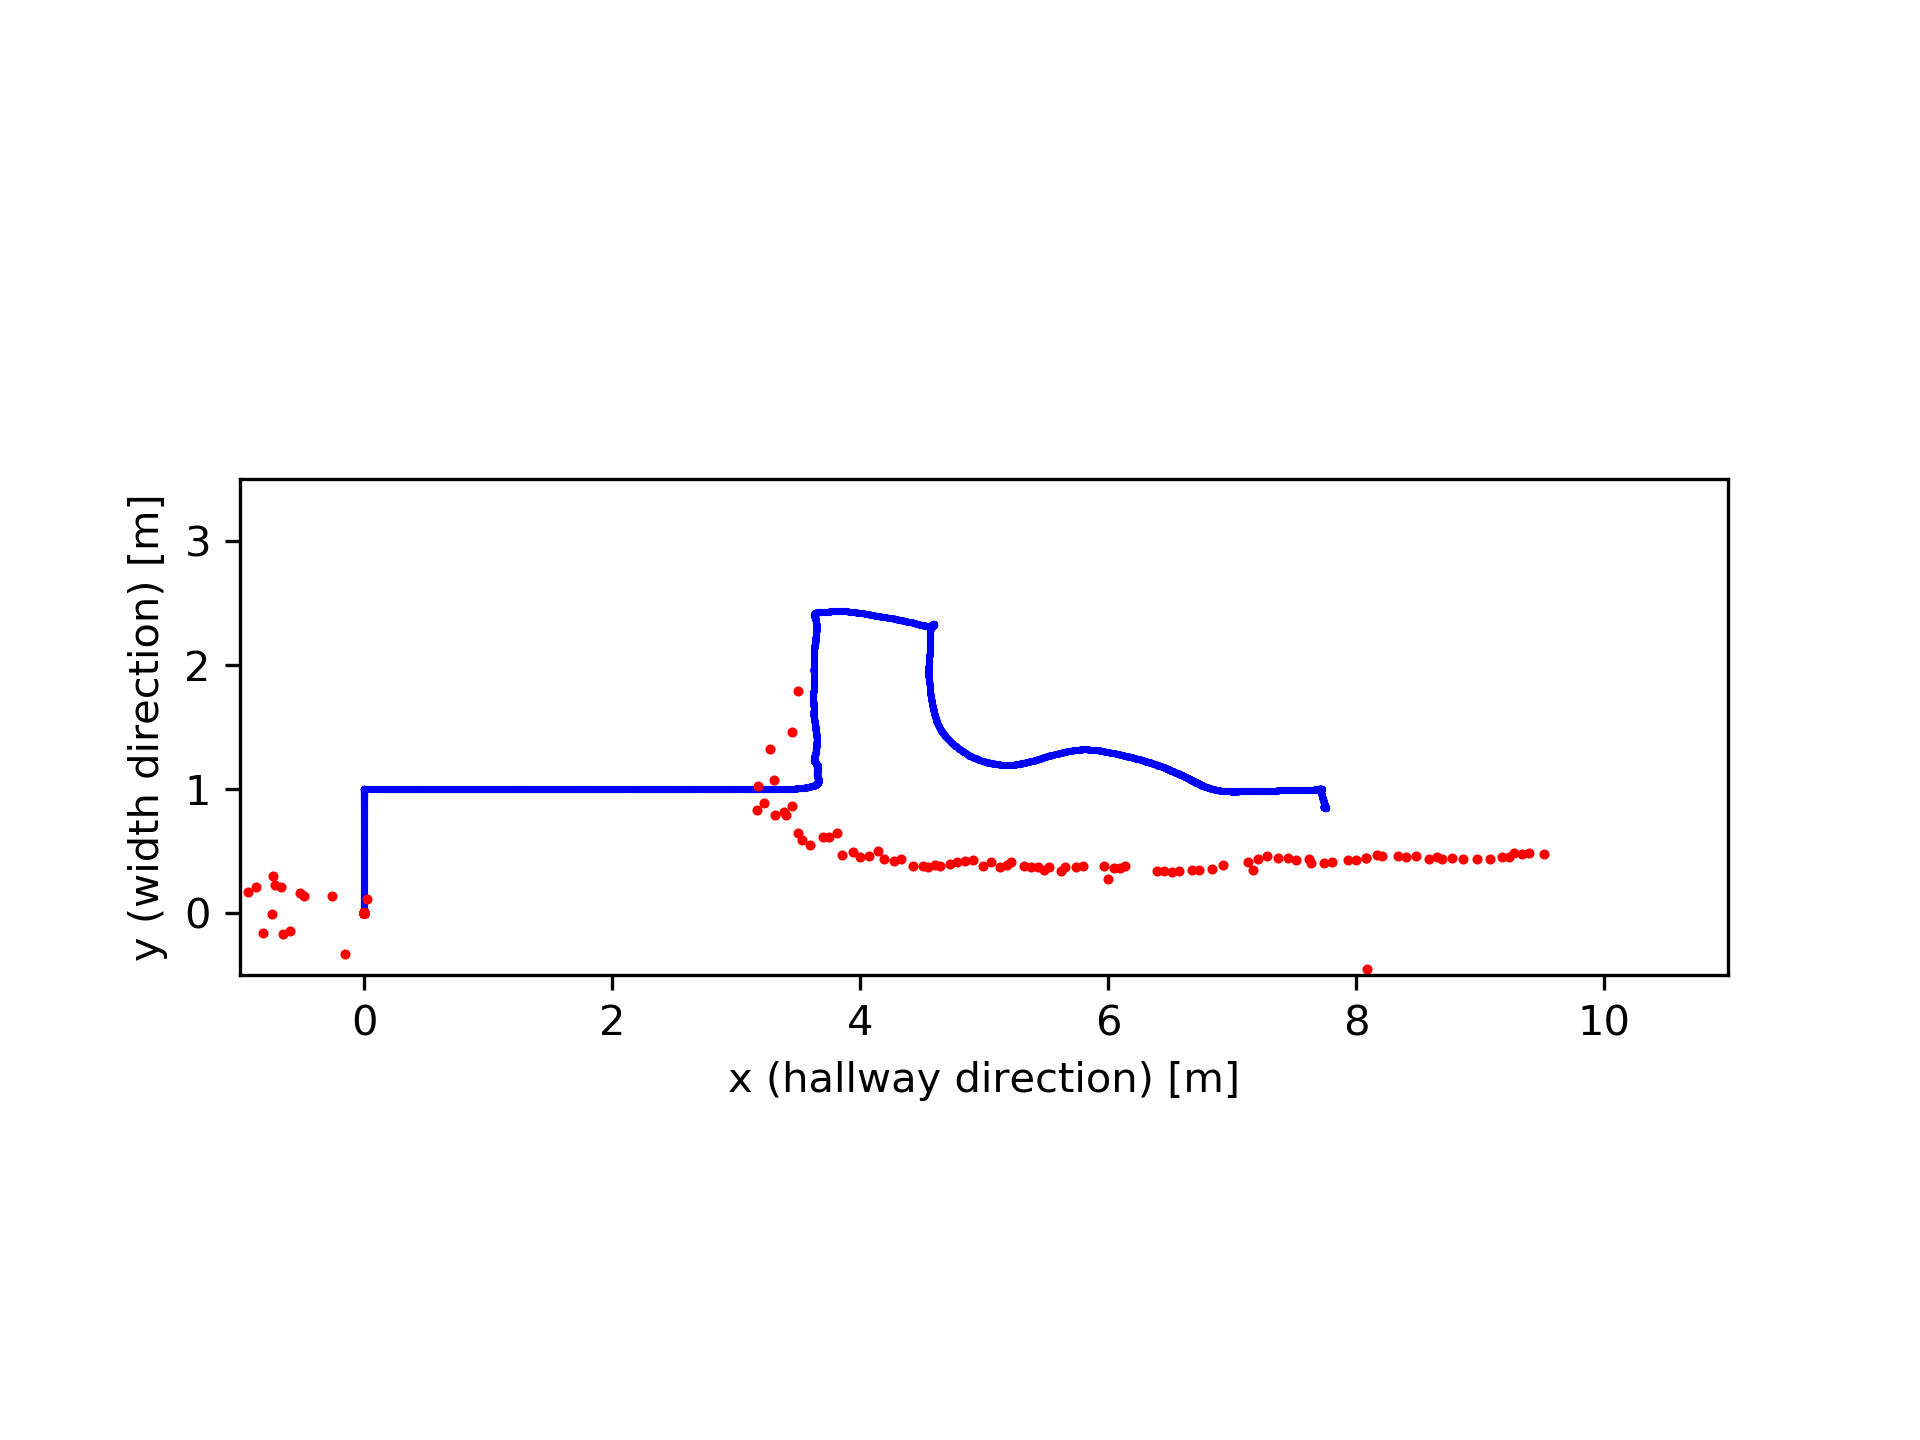 y (width direction) [m]
3
2
1
0
0 2 4 6 8 10
x (hallway direction) [m]